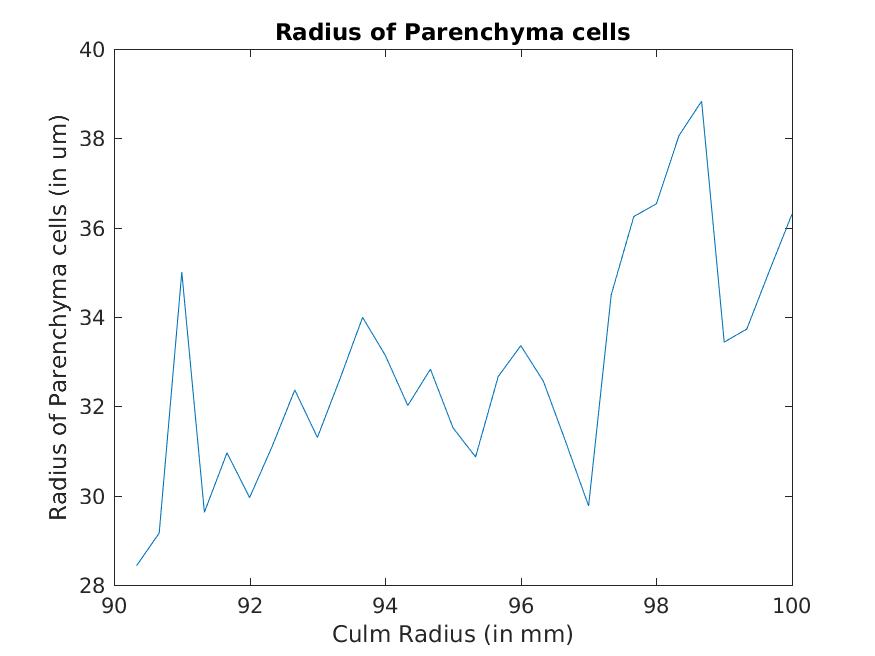 Radius of Parenchyma cells
Radius of Parenchyma cells (in um)
40
38
36
34
32
30
28
90 92 94 96 98 100
Culm Radius (in mm)